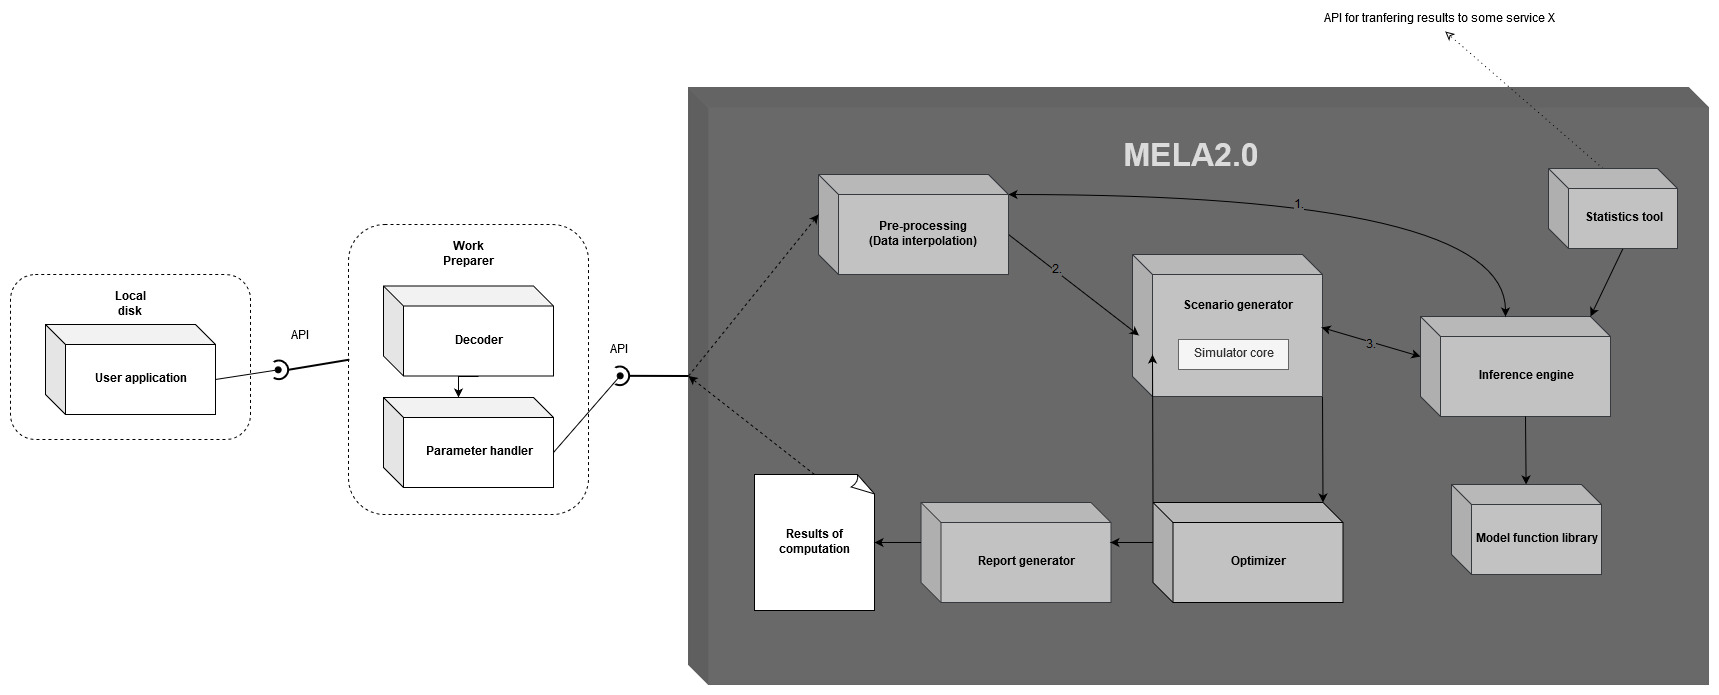 API for tranfering results to some service X
MELA2.0
Pre-processing
(Data interpolation)
1.
Statistics tool
Work
Preparer
2.
Local
disk
Scenario generator
API
Decoder
API
Simulator core
3.
User application
Inference engine
Parameter handler
Results of
computation
Model function library
Report generator
Optimizer